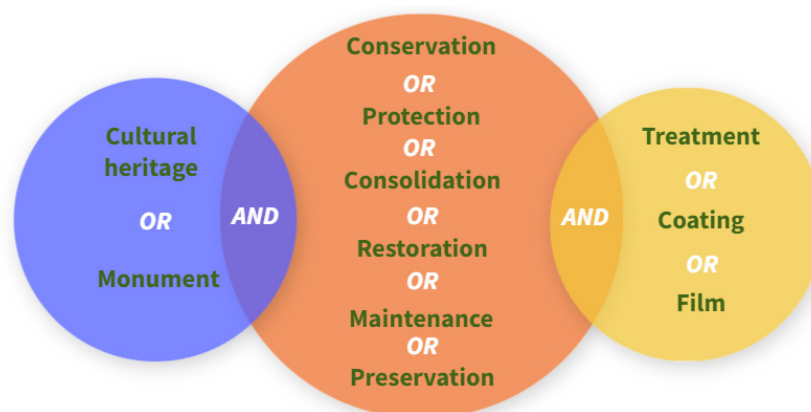 Cultural
heritage
OR
Monument
AND
Conservation
OR
Protection
OR
Consolidation
OR
Restoration
OR
Maintenance
OR
Preservation
AND
Treatment
OR
Coating
OR
Film